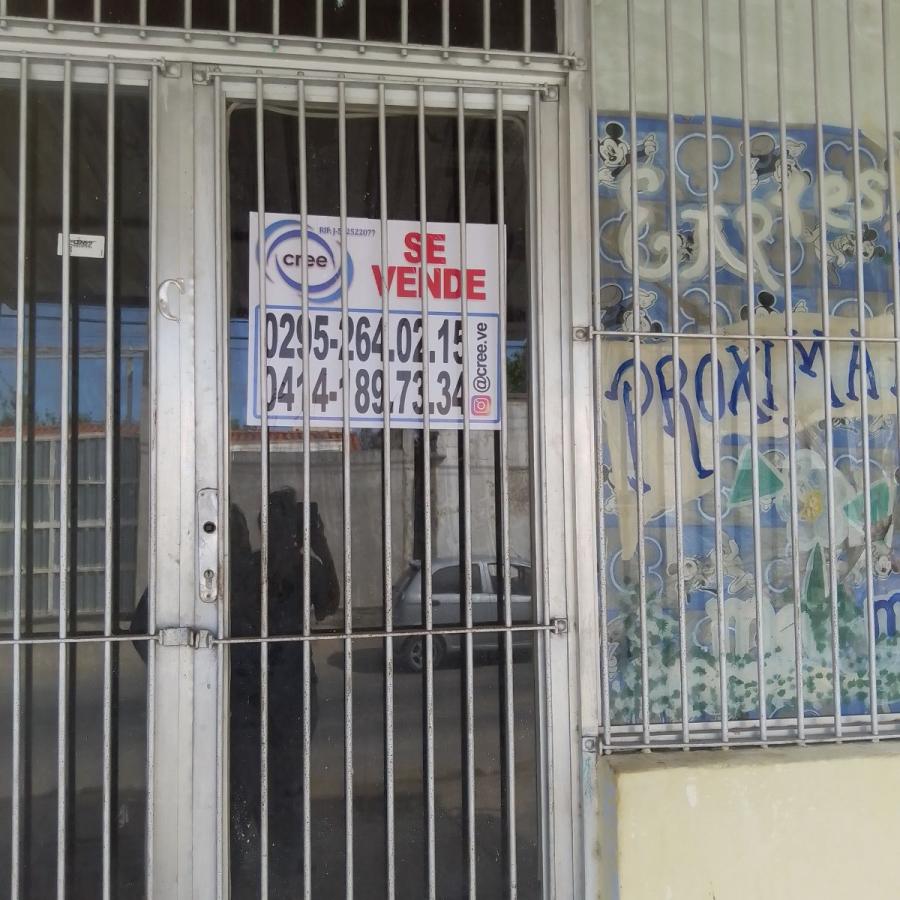 cree
SE
VENDE
0295-264.02.15
0414-189.73.34
@cree.ve
PROXIMA